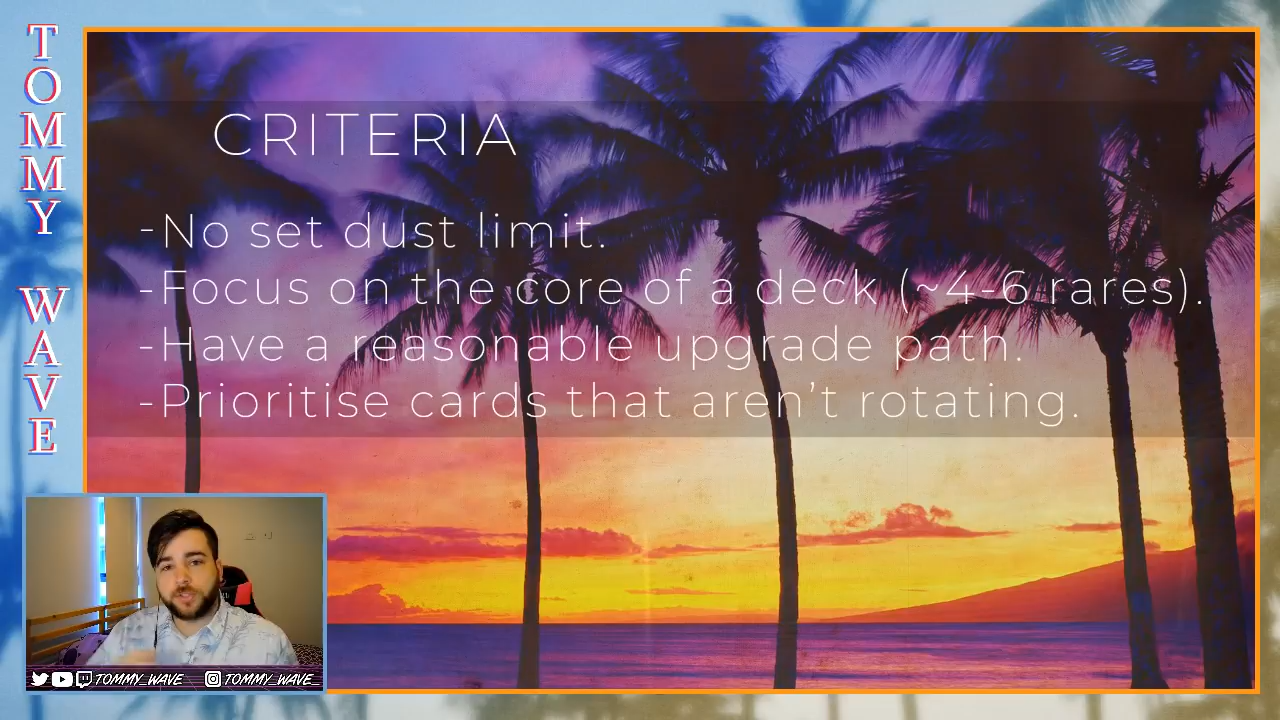 TOMMY WAVE
CRITERIA
-No set dust limit.
-Focus on the core of a deck (~4-6 rares).
-Have a reasonable upgrade path.
-Prioritise cards that aren't rotating.
TOMMY_WAVE TOMMY_WAVE